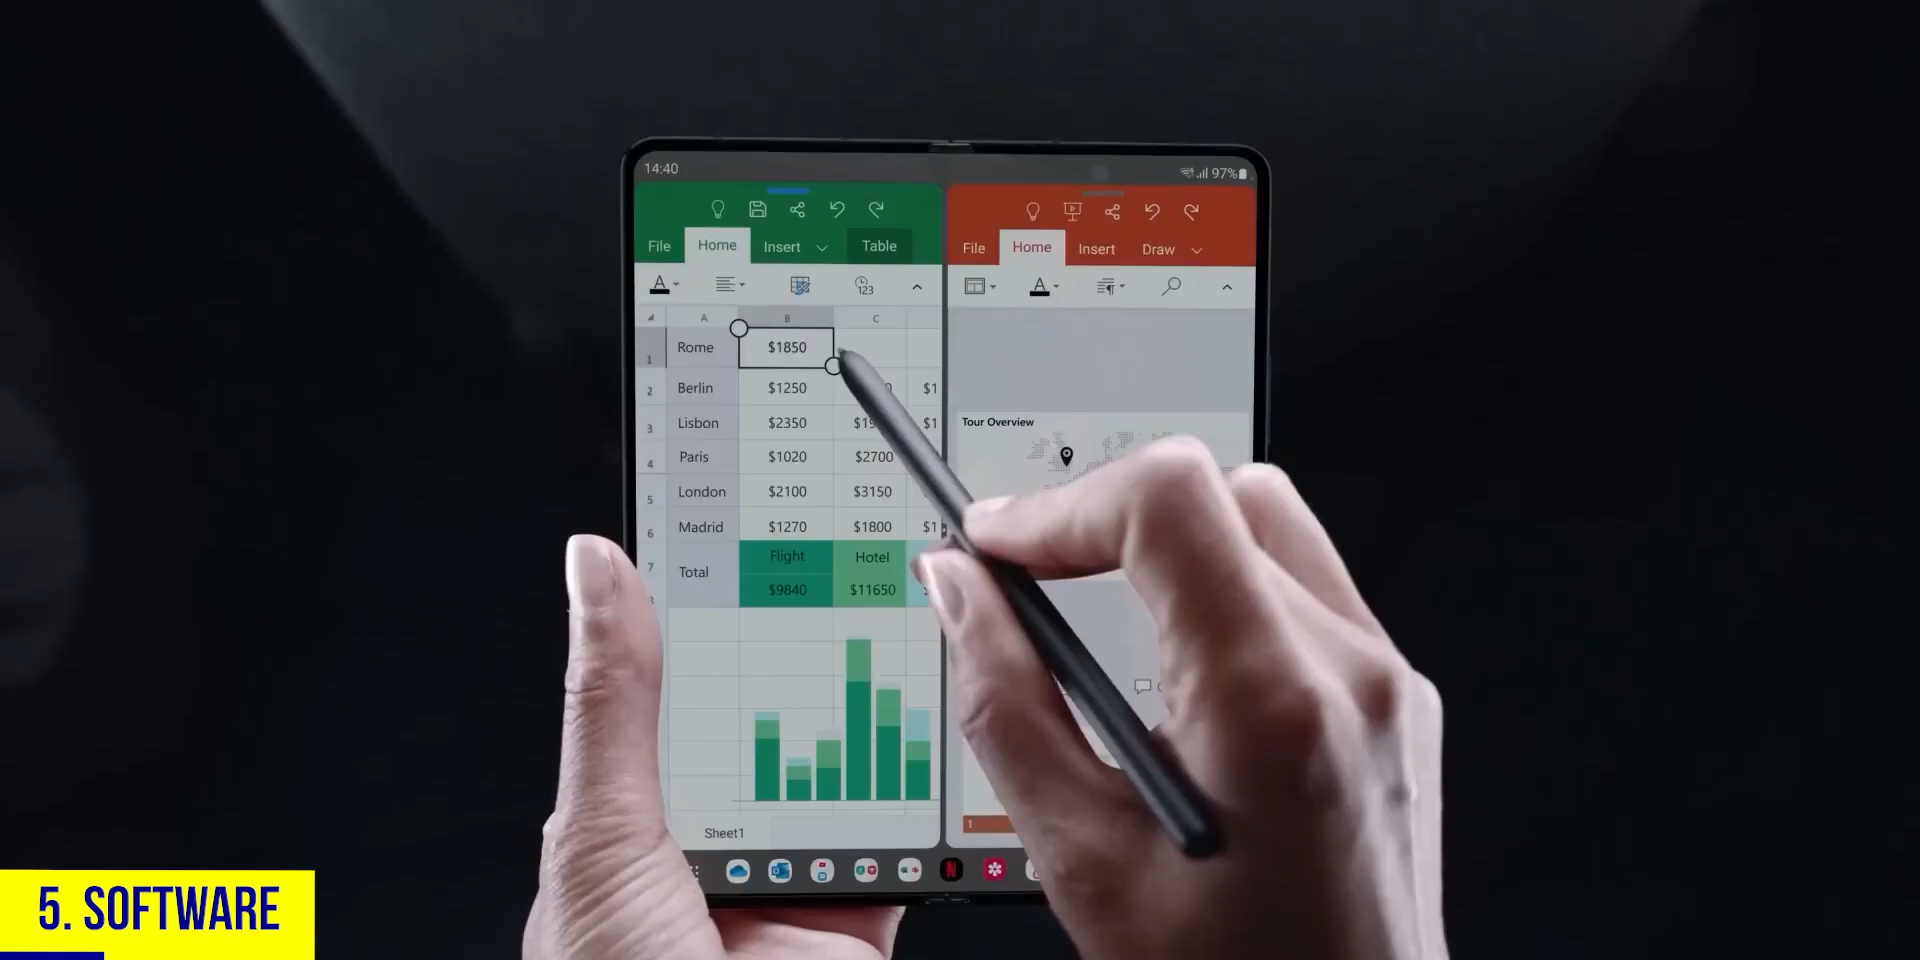 14:40
97%
File Home Insert Table
File Home Insert Draw
A
123
A
A B C
1 Rome $1850
2 Berlin $1250 $1
3 Lisbon $2350 $1
4 Paris $1020 $2700
5 London $2100 $3150
6 Madrid $1270 $1800 $1
7 Total Flight Hotel
$9840 $11650
Tour Overview
1
Sheet1
N
5. SOFTWARE